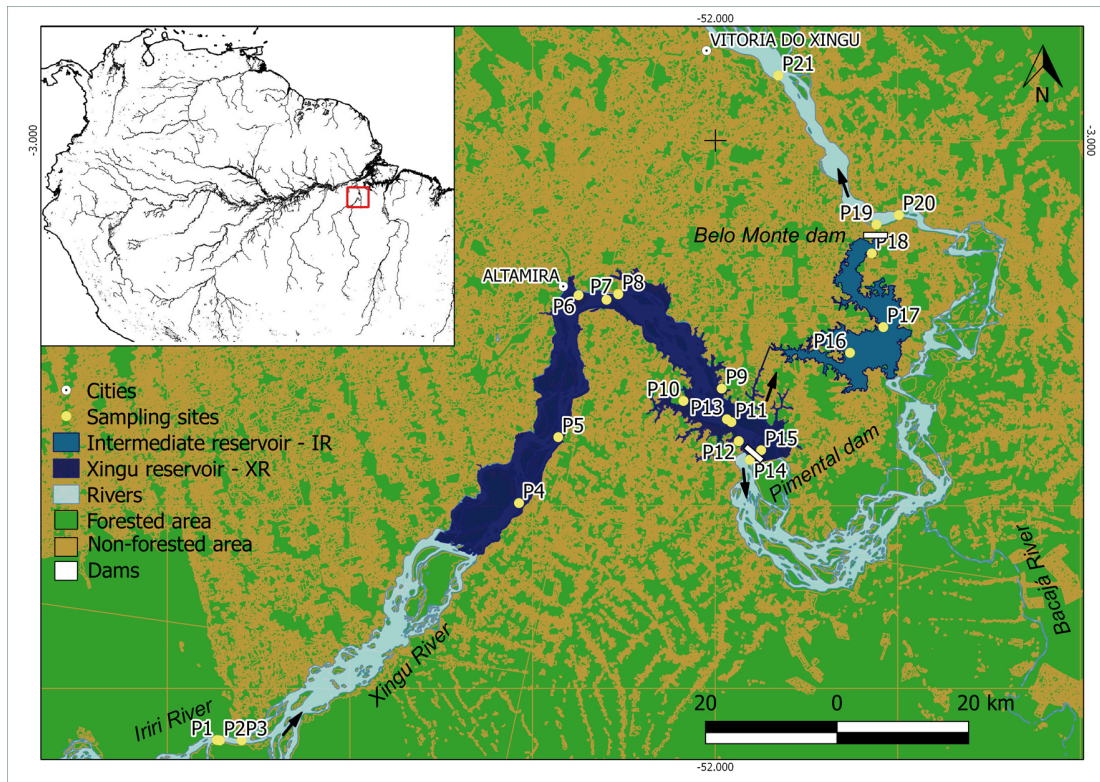 -52.000
VITORIA DO XINGU
P21
N
-3.000
-3.000
P19
P20
Belo Monte dam
P18
ALTAMIRA
P6
P7
P8
P17
P16
P9
P10
P13
P11
P5
P12
P15
P14
Pimental dam
P4
Cities
Sampling sites
Intermediate reservoir - IR
Xingu reservoir - XR
Rivers
Forested area
Non-forested area
Dams
Bacajá River
Xingu River
Iriri River
P1
P2
P3
20
0
20 km
-52.000